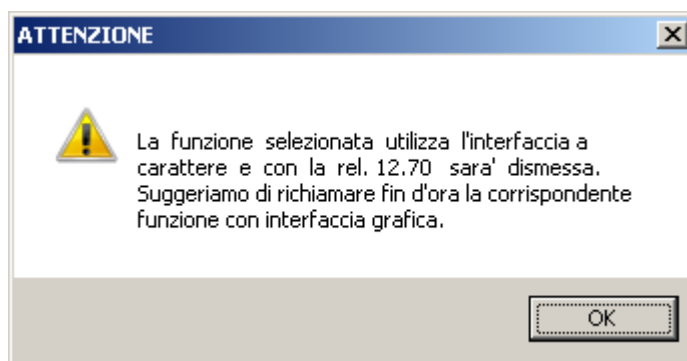 ATTENZIONE
La funzione selezionata utilizza l'interfaccia a
carattere e con la rel. 12.70 sara' dismessa.
Suggeriamo di richiamare fin d'ora la corrispondente
funzione con interfaccia grafica.
OK